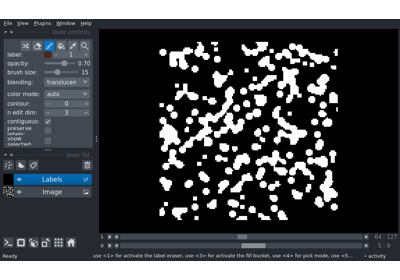 File View Plugins Window Help
layer controls
label: 1
opacity: 0.70
brush size: 15
blending: translucen
color mode: auto
contour: 0
n edit dim: 3
contiguous:
preserve labels:
show selected:
layer list
Labels
Image
0 64 127
0 5 9
Ready
use <1> for activate the label eraser, use <3> for activate the fill bucket, use <4> for pick mode, use <5...
activity